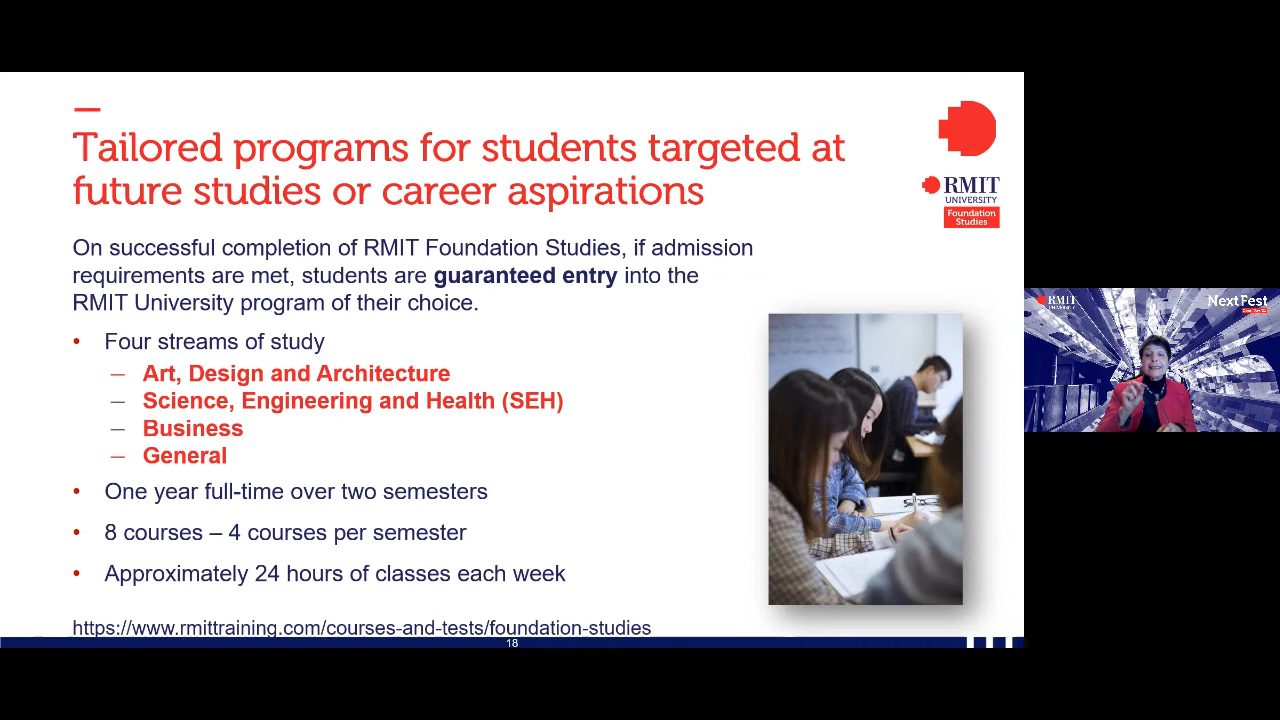 Tailored programs for students targeted at
future studies or career aspirations
RMIT
UNIVERSITY
Foundation
Studies
On successful completion of RMIT Foundation Studies, if admission
requirements are met, students are guaranteed entry into the
RMIT University program of their choice.
• Four streams of study
– Art, Design and Architecture
– Science, Engineering and Health (SEH)
– Business
– General
• One year full-time over two semesters
• 8 courses – 4 courses per semester
• Approximately 24 hours of classes each week
https://www.rmittraining.com/courses-and-tests/foundation-studies
18
RMIT
UNIVERSITY
NextFest